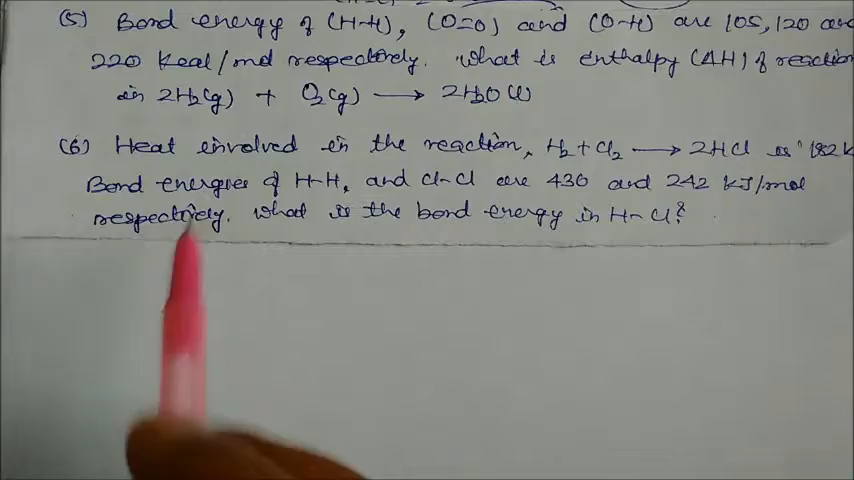 (5) Bond energy of (H-H), (O=O) and (O-H) are 105, 120 and
220 Kcal/mol respectively. What is enthalpy (ΔH) of reaction
in 2H₂(g) + O₂(g) ⟶ 2H₂O(l)
(6) Heat involved in the reaction, H₂ + Cl₂ ⟶ 2HCl is 182 K
Bond energies of H-H, and Cl-Cl are 430 and 242 KJ/mol
respectively. What is the bond energy in H-Cl?